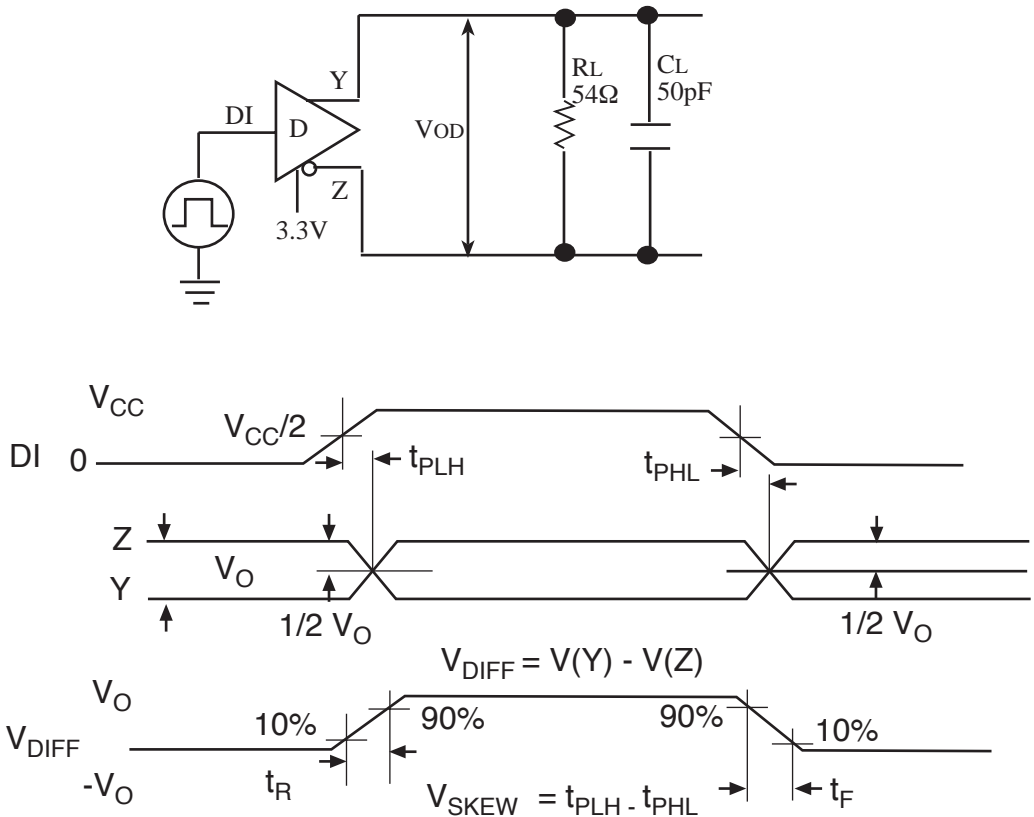 Y
RL
54Ω
CL
50pF
DI
D
VOD
Z
3.3V
VCC
VCC/2
DI 0
tPLH
tPHL
Z
VO
Y
1/2 VO
1/2 VO
VDIFF = V(Y) - V(Z)
VO
10%
90%
90%
10%
VDIFF
-VO
tR
VSKEW = tPLH - tPHL
tF